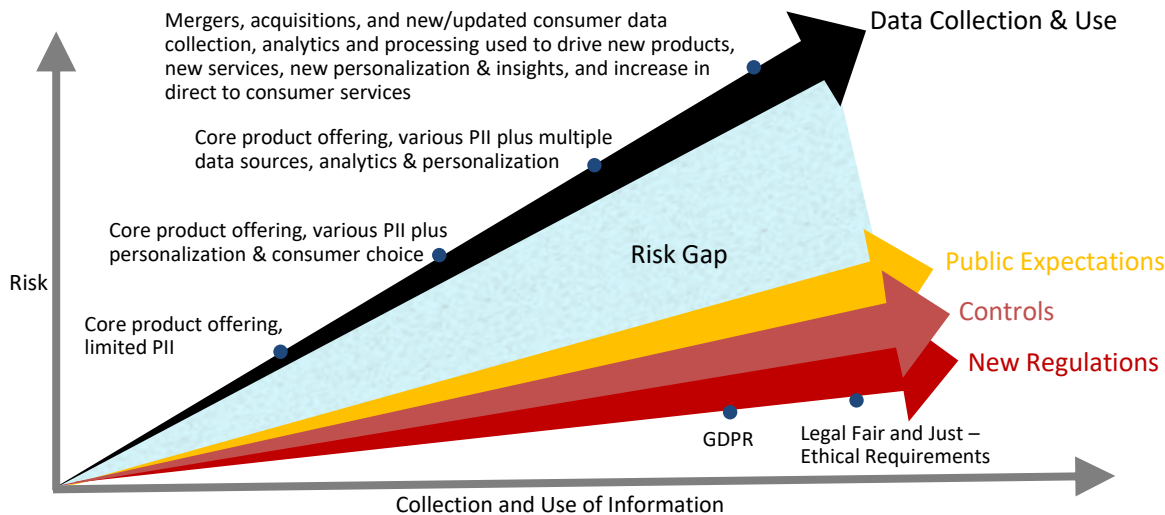 Mergers, acquisitions, and new/updated consumer data
collection, analytics and processing used to drive new products,
new services, new personalization & insights, and increase in
direct to consumer services
Data Collection & Use
Core product offering, various PII plus multiple
data sources, analytics & personalization
Core product offering, various PII plus
personalization & consumer choice
Risk Gap
Public Expectations
Risk
Controls
Core product offering,
limited PII
New Regulations
GDPR
Legal Fair and Just –
Ethical Requirements
Collection and Use of Information